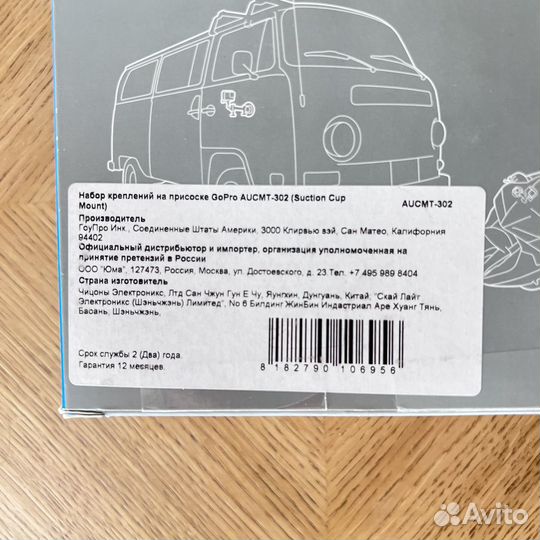 Набор креплений на присоске GoPro AUCMT-302 (Suction Cup
Mount)
AUCMT-302
Производитель
ГоуПро Инк., Соединенные Штаты Америки, 3000 Клирвью вэй, Сан Матео, Калифорния
94402
Официальный дистрибьютор и импортер, организация уполномоченная на
принятие претензий в России
ООО "Юма", 127473, Россия, Москва, ул. Достоевского, д. 23.Тел. +7 495 989 8404
Страна изготовитель
Чицоны Электроникс, Лтд Сан Чжун Гун Е Чу, Яунгкин, Дунгуань, Китай; "Скай Лайт
Электроникс (Шэньчжэнь) Лимитед", No 6 Билдинг ЖинБин Индастриал Аре Хуанг Тянь,
Баоань, Шэньчжэнь,
Срок службы 2 (Два) года.
Гарантия 12 месяцев.
8 182790 106956
Avito